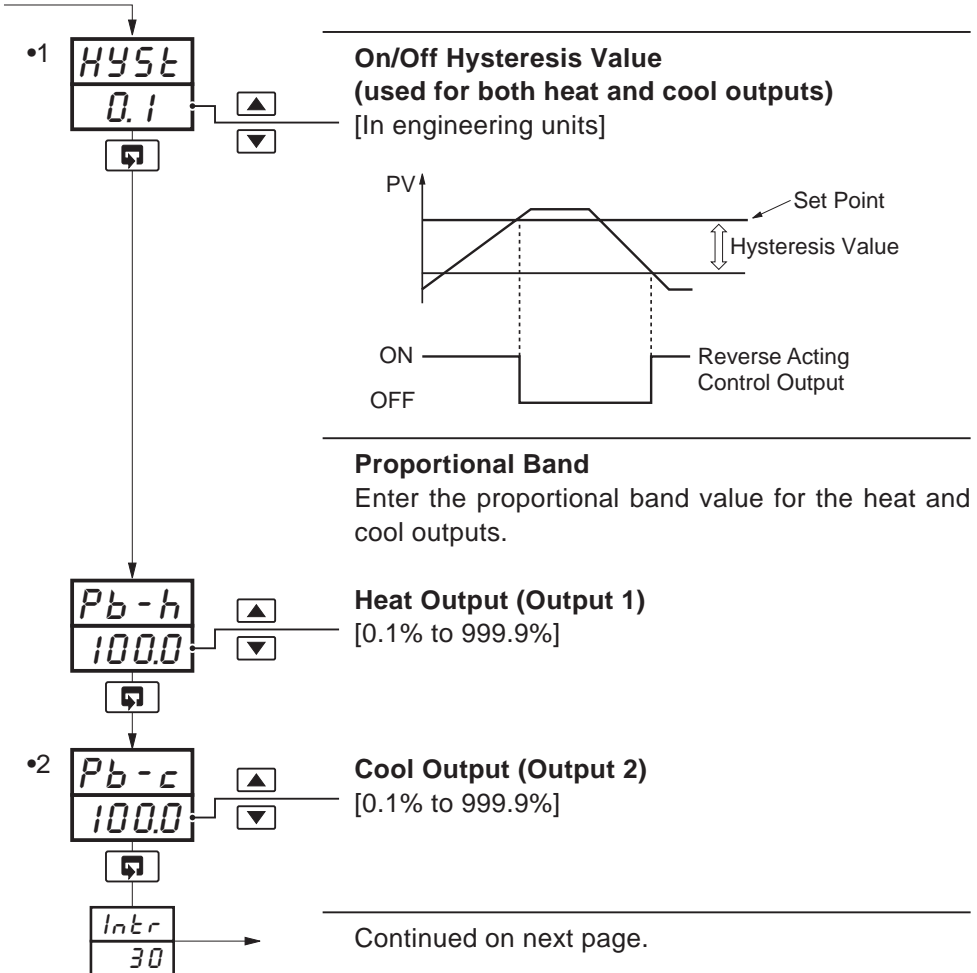 •1
HYSt
0.1
On/Off Hysteresis Value
(used for both heat and cool outputs)
[In engineering units]
PV
Set Point
Hysteresis Value
ON
OFF
Reverse Acting
Control Output
Proportional Band
Enter the proportional band value for the heat and
cool outputs.
Pb-h
100.0
Heat Output (Output 1)
[0.1% to 999.9%]
•2
Pb-c
100.0
Cool Output (Output 2)
[0.1% to 999.9%]
Intr
30
Continued on next page.